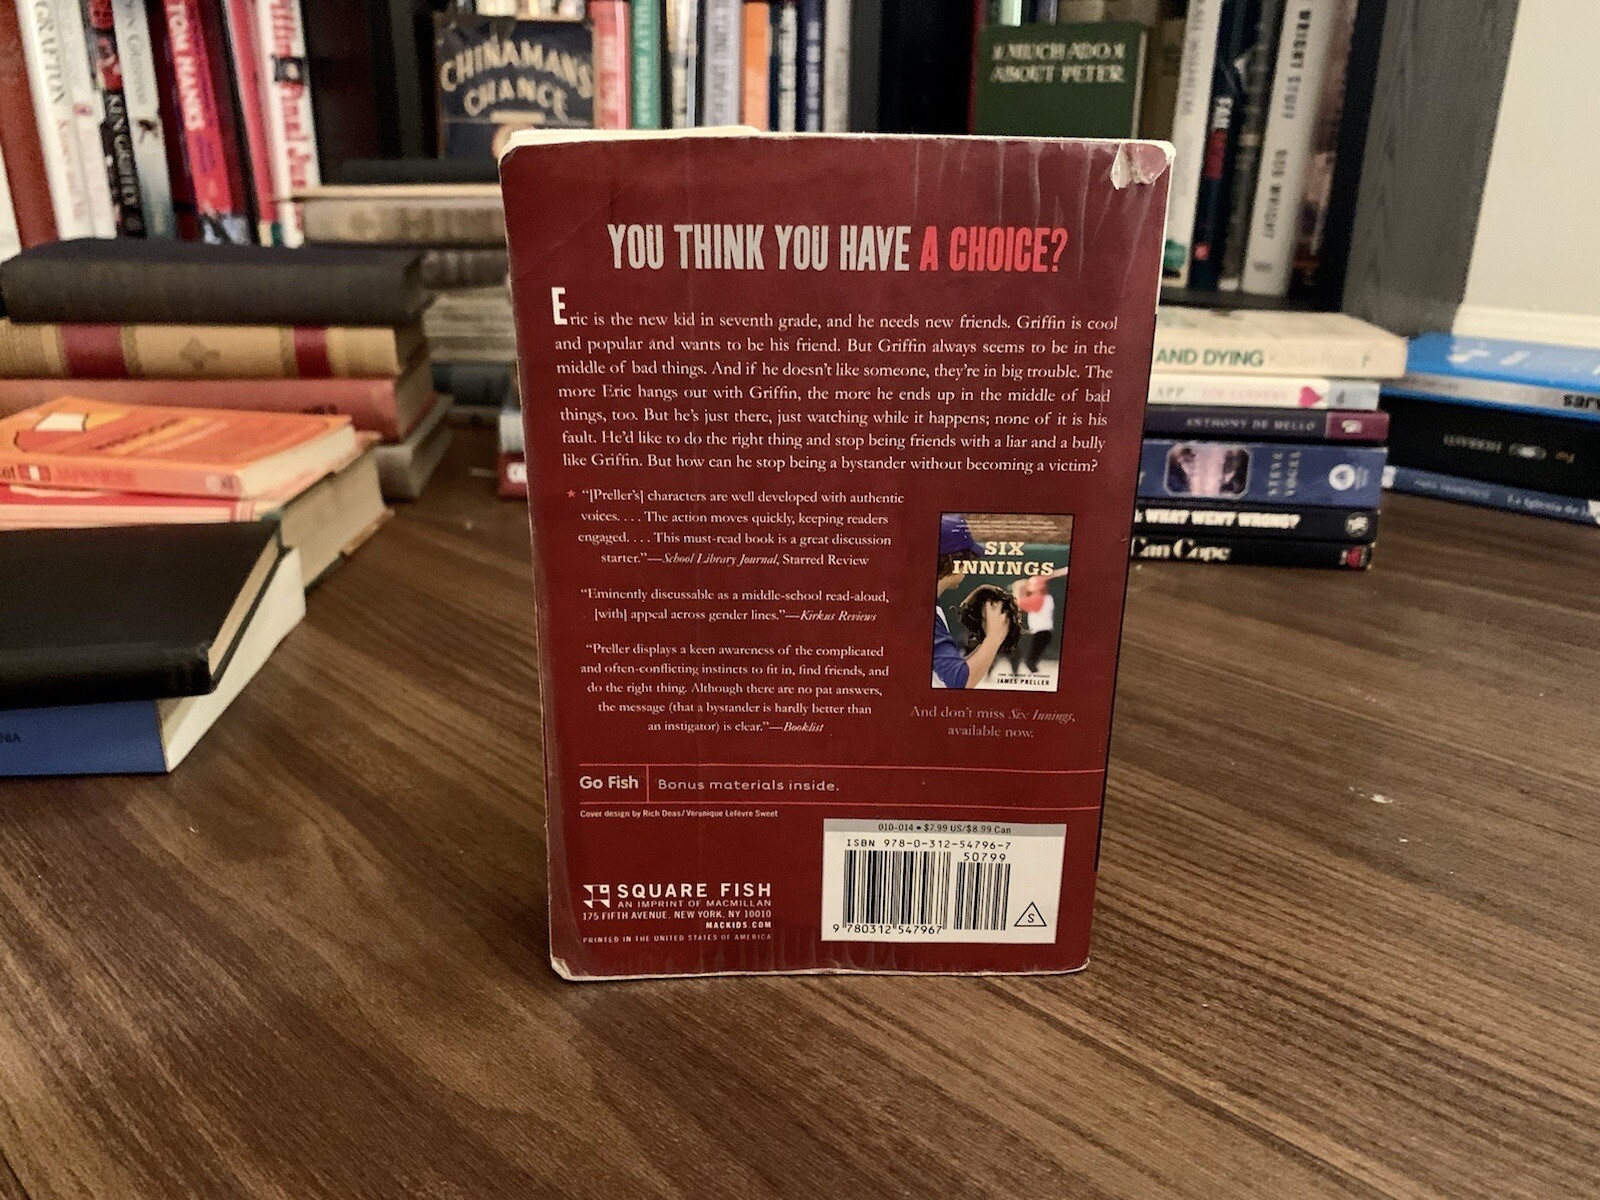 TOM HANKS
CHINAMAN'S
CHANCE
MUCH ADO
ABOUT PETER
RIGHT STUFF
BOB WRIGHT
YOU THINK YOU HAVE A CHOICE?
Eric is the new kid in seventh grade, and he needs new friends. Griffin is cool
and popular and wants to be his friend. But Griffin always seems to be in the
middle of bad things. And if he doesn't like someone, they're in big trouble. The
more Eric hangs out with Griffin, the more he ends up in the middle of bad
things, too. But he's just there, just watching while it happens; none of it is his
fault. He'd like to do the right thing and stop being friends with a liar and a bully
like Griffin. But how can he stop being a bystander without becoming a victim?
★ “[Preller's] characters are well developed with authentic
voices. . . . The action moves quickly, keeping readers
engaged. . . . This must-read book is a great discussion
starter.”—School Library Journal, Starred Review
“Eminently discussable as a middle-school read-aloud,
[with] appeal across gender lines.”—Kirkus Reviews
“Preller displays a keen awareness of the complicated
and often-conflicting instincts to fit in, find friends, and
do the right thing. Although there are no pat answers,
the message (that a bystander is hardly better than
an instigator) is clear.”—Booklist
SIX
INNINGS
JAMES PRELLER
And don't miss Six Innings,
available now.
Go Fish Bonus materials inside.
Cover design by Rich Deas/Véronique Lefèvre Sweet
010-014 • $7.99 US/$8.99 Can
ISBN 978-0-312-54796-7
50799
9 780312 547967
S
SQUARE FISH
AN IMPRINT OF MACMILLAN
175 FIFTH AVENUE, NEW YORK, NY 10010
MACKIDS.COM
PRINTED IN THE UNITED STATES OF AMERICA
AND DYING
APP
ANTHONY DE MELLO
WHAT WENT WRONG?
Can Cope